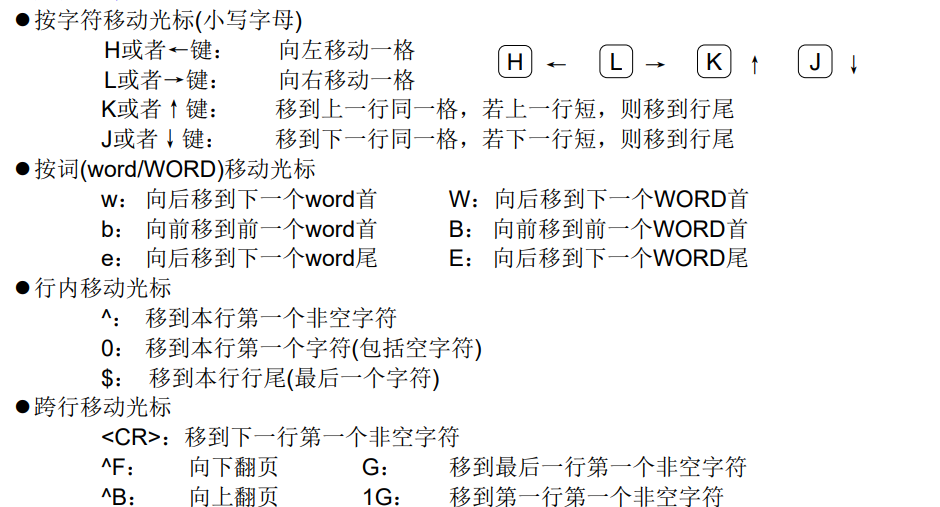 ●按字符移动光标(小写字母)
H或者←键： 向左移动一格 H ← L → K ↑ J ↓
L或者→键： 向右移动一格
K或者↑键： 移到上一行同一格，若上一行短，则移到行尾
J或者↓键： 移到下一行同一格，若下一行短，则移到行尾
●按词(word/WORD)移动光标
w： 向后移到下一个word首 W： 向后移到下一个WORD首
b： 向前移到前一个word首 B： 向前移到前一个WORD首
e： 向后移到下一个word尾 E： 向后移到下一个WORD尾
●行内移动光标
^： 移到本行第一个非空字符
0： 移到本行第一个字符(包括空字符)
$： 移到本行行尾(最后一个字符)
●跨行移动光标
<CR>：移到下一行第一个非空字符
^F： 向下翻页 G： 移到最后一行第一个非空字符
^B： 向上翻页 1G： 移到第一行第一个非空字符